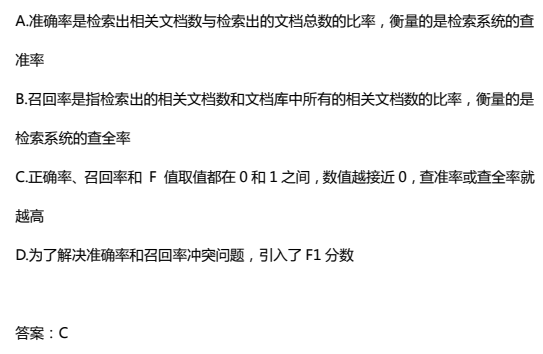 A.准确率是检索出相关文档数与检索出的文档总数的比率，衡量的是检索系统的查
准率
B.召回率是指检索出的相关文档数和文档库中所有的相关文档数的比率，衡量的是
检索系统的查全率
C.正确率、召回率和 F 值取值都在 0 和 1 之间，数值越接近 0，查准率或查全率就
越高
D.为了解决准确率和召回率冲突问题，引入了 F1 分数
答案：C